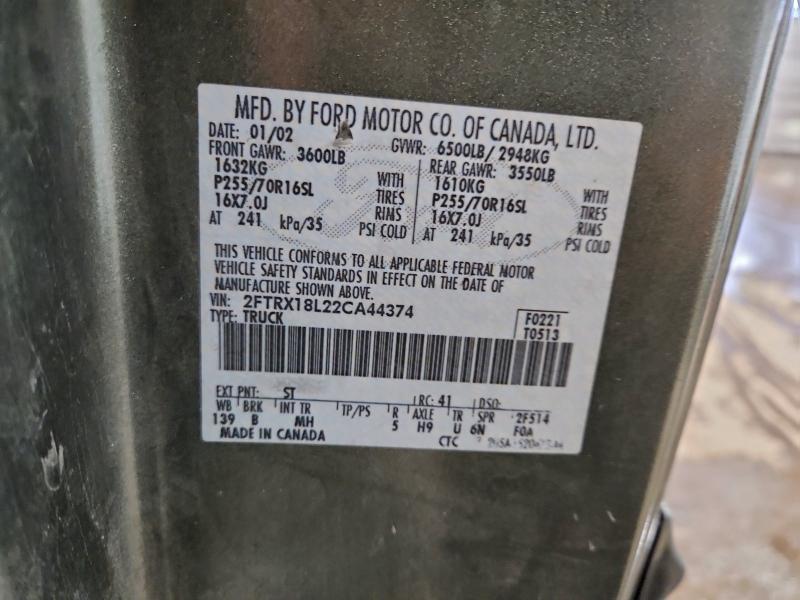 MFD. BY FORD MOTOR CO. OF CANADA, LTD.
DATE: 01/02 GVWR: 6500LB/ 2948KG
FRONT GAWR: 3600LB REAR GAWR: 3550LB
1632KG WITH 1610KG WITH
P255/70R16SL TIRES P255/70R16SL TIRES
16X7.0J RIMS 16X7.0J RIMS
AT 241 kPa/35 PSI COLD AT 241 kPa/35 PSI COLD
THIS VEHICLE CONFORMS TO ALL APPLICABLE FEDERAL MOTOR
VEHICLE SAFETY STANDARDS IN EFFECT ON THE DATE OF
MANUFACTURE SHOWN ABOVE.
VIN: 2FTRX18L22CA44374
TYPE: TRUCK
F0221
T0513
EXT PNT: ST RC: 41 DSO:
WB BRK INT TR TP/PS R AXLE TR SPR 2F514
139 B MH 5 H9 U 6N FOA
MADE IN CANADA CTC